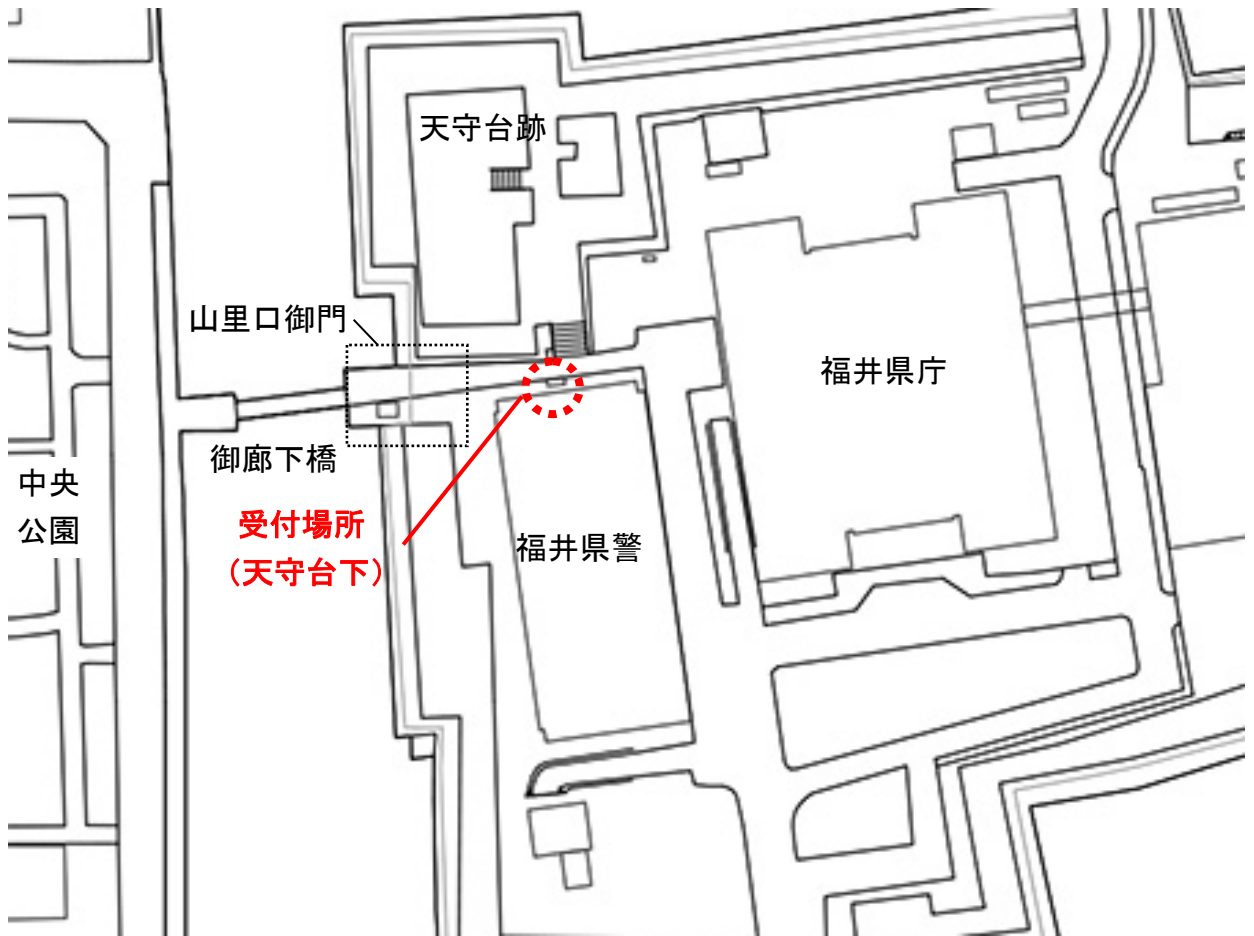 天守台跡
山里口御門
福井県庁
御廊下橋
中央
公園
受付場所
（天守台下）
福井県警